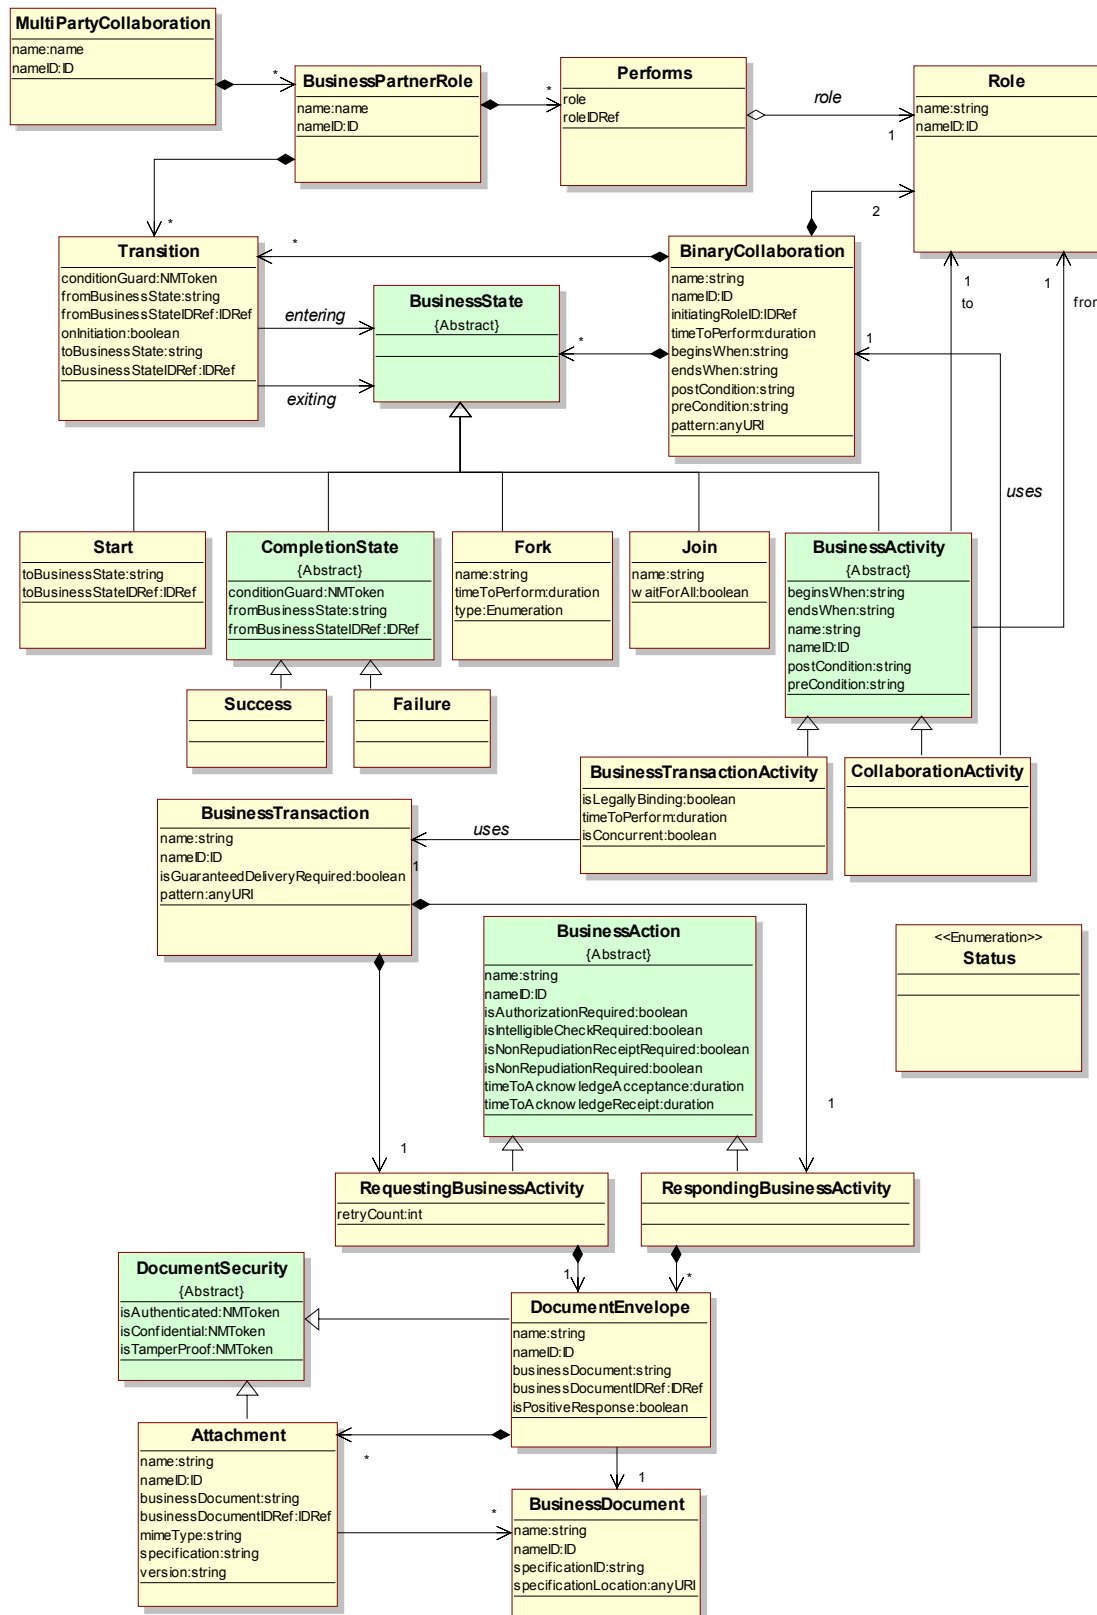 MultiPartyCollaboration
name:name
nameID:ID
*
BusinessPartnerRole
name:name
nameID:ID
*
Performs
role
roleIDRef
role
1
Role
name:string
nameID:ID
*
2
Transition
conditionGuard:NMToken
fromBusinessState:string
fromBusinessStateIDRef:IDRef
onInitiation:boolean
toBusinessState:string
toBusinessStateIDRef:IDRef
*
entering
exiting
BusinessState
{Abstract}
*
BinaryCollaboration
name:string
nameID:ID
initiatingRoleID:IDRef
timeToPerform:duration
beginsWhen:string
endsWhen:string
postCondition:string
preCondition:string
pattern:anyURI
1
1
to
1
from
uses
Start
toBusinessState:string
toBusinessStateIDRef:IDRef
CompletionState
{Abstract}
conditionGuard:NMToken
fromBusinessState:string
fromBusinessStateIDRef:IDRef
Fork
name:string
timeToPerform:duration
type:Enumeration
Join
name:string
waitForAll:boolean
BusinessActivity
{Abstract}
beginsWhen:string
endsWhen:string
name:string
nameID:ID
postCondition:string
preCondition:string
Success
Failure
BusinessTransactionActivity
isLegallyBinding:boolean
timeToPerform:duration
isConcurrent:boolean
CollaborationActivity
BusinessTransaction
name:string
nameID:ID
isGuaranteedDeliveryRequired:boolean
pattern:anyURI
uses
1
BusinessAction
{Abstract}
name:string
nameID:ID
isAuthorizationRequired:boolean
isIntelligibleCheckRequired:boolean
isNonRepudiationReceiptRequired:boolean
isNonRepudiationRequired:boolean
timeToAcknowledgeAcceptance:duration
timeToAcknowledgeReceipt:duration
<<Enumeration>>
Status
1
1
RequestingBusinessActivity
retryCount:int
RespondingBusinessActivity
1
*
DocumentSecurity
{Abstract}
isAuthenticated:NMToken
isConfidential:NMToken
isTamperProof:NMToken
DocumentEnvelope
name:string
nameID:ID
businessDocument:string
businessDocumentIDRef:IDRef
isPositiveResponse:boolean
Attachment
name:string
nameID:ID
businessDocument:string
businessDocumentIDRef:IDRef
mimeType:string
specification:string
version:string
*
1
*
BusinessDocument
name:string
nameID:ID
specificationID:string
specificationLocation:anyURI